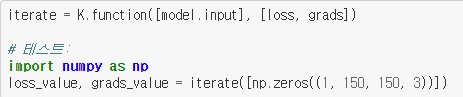 iterate = K.function([model.input], [loss, grads])
# 테스트:
import numpy as np
loss_value, grads_value = iterate([np.zeros((1, 150, 150, 3))])